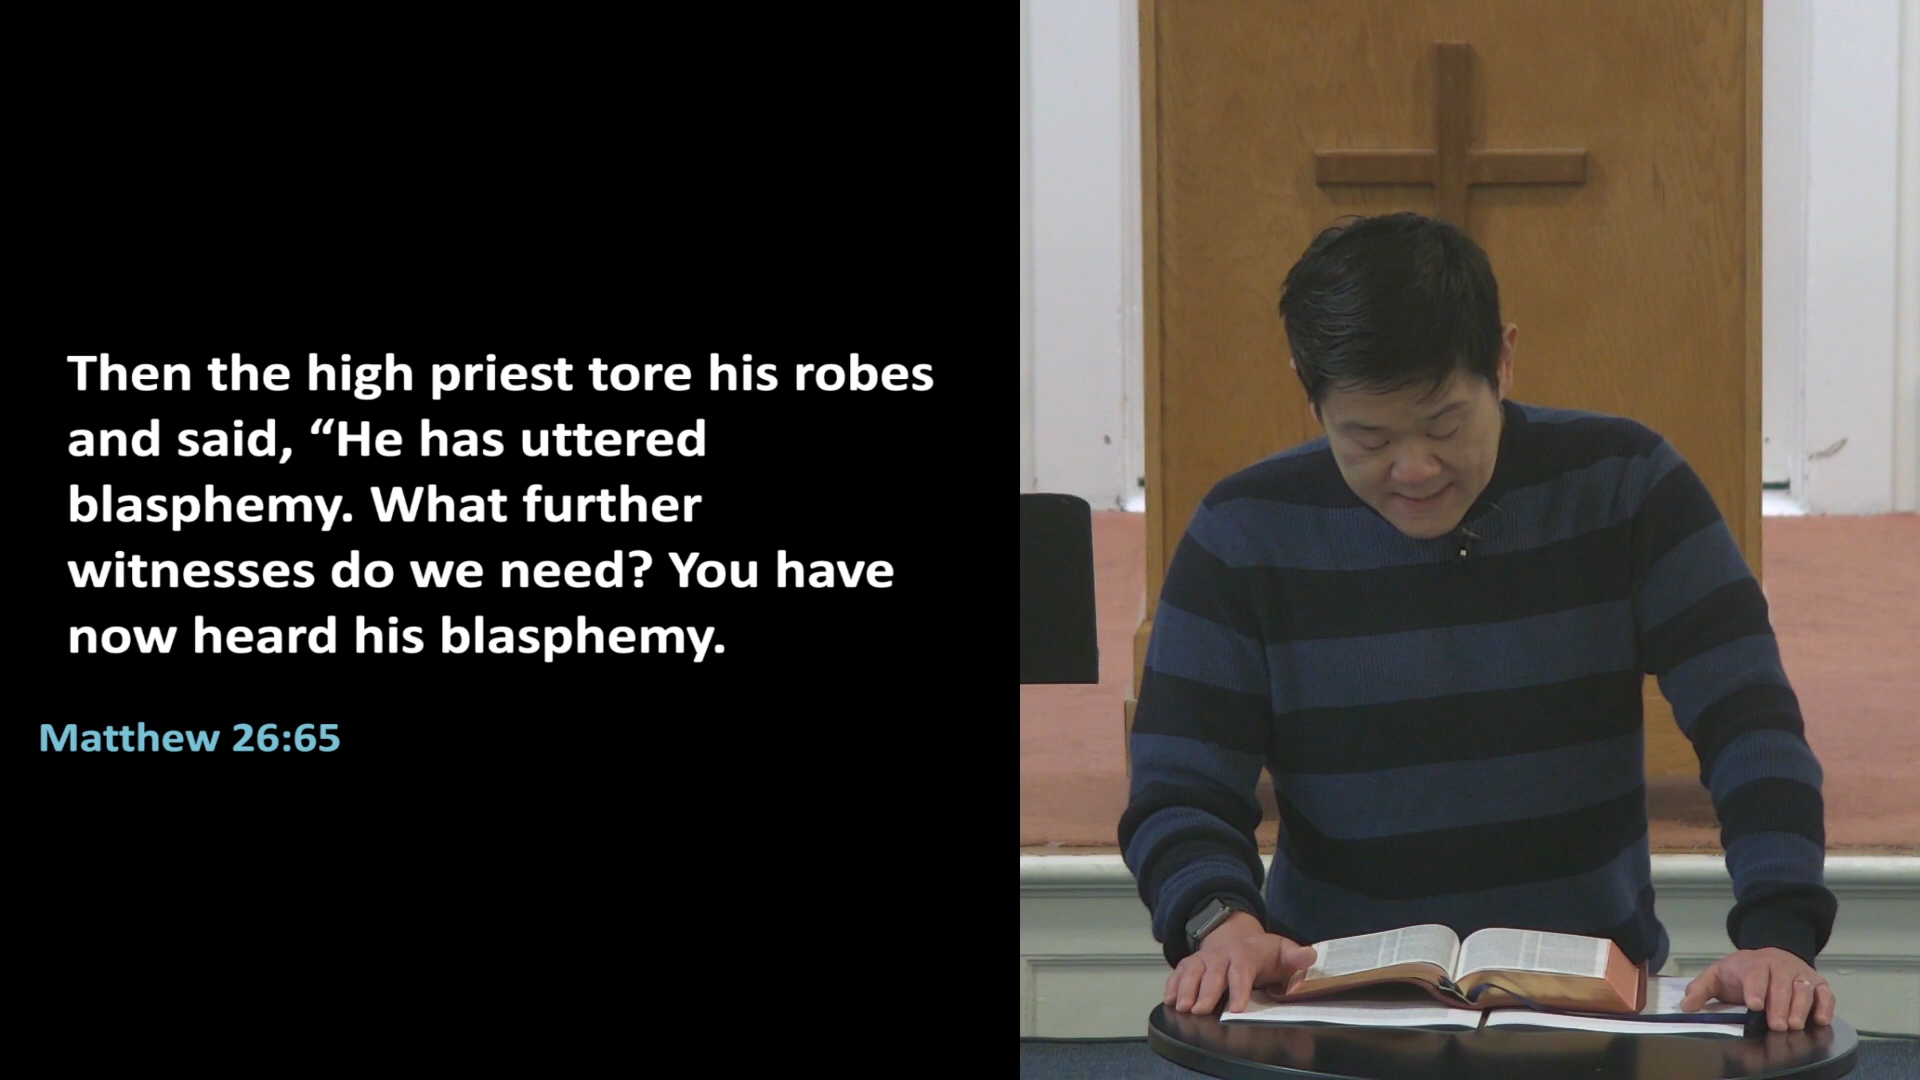 Then the high priest tore his robes
and said, “He has uttered
blasphemy. What further
witnesses do we need? You have
now heard his blasphemy.
Matthew 26:65